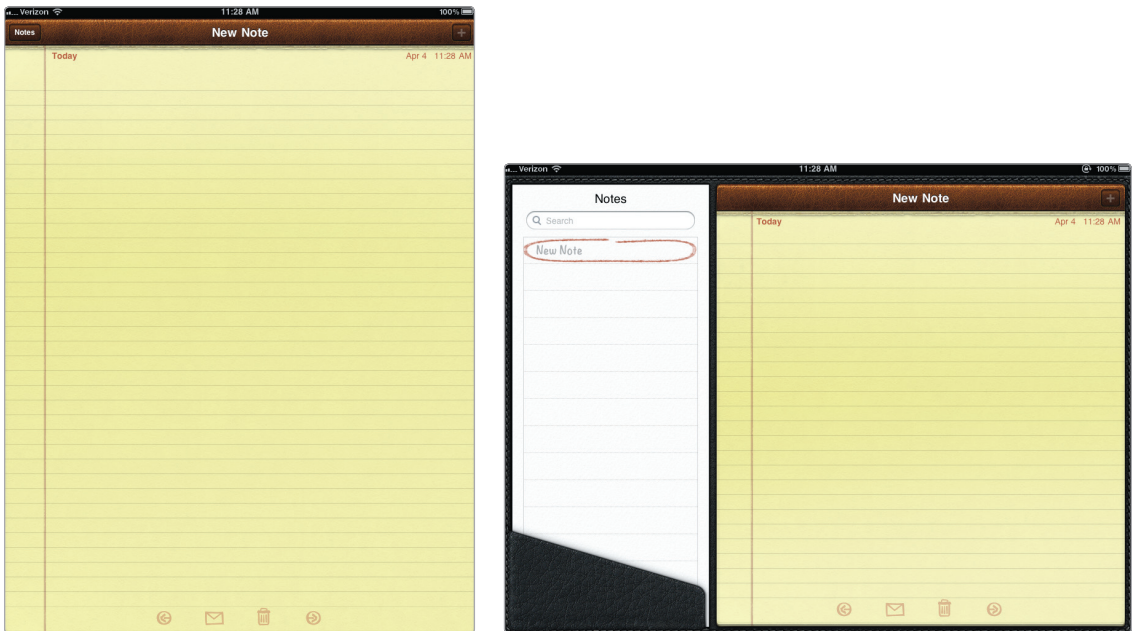 Verizon 11:28 AM 100%
Notes New Note +
Today Apr 4 11:28 AM
Verizon 11:28 AM 100%
Notes
Search
New Note
New Note +
Today Apr 4 11:28 AM